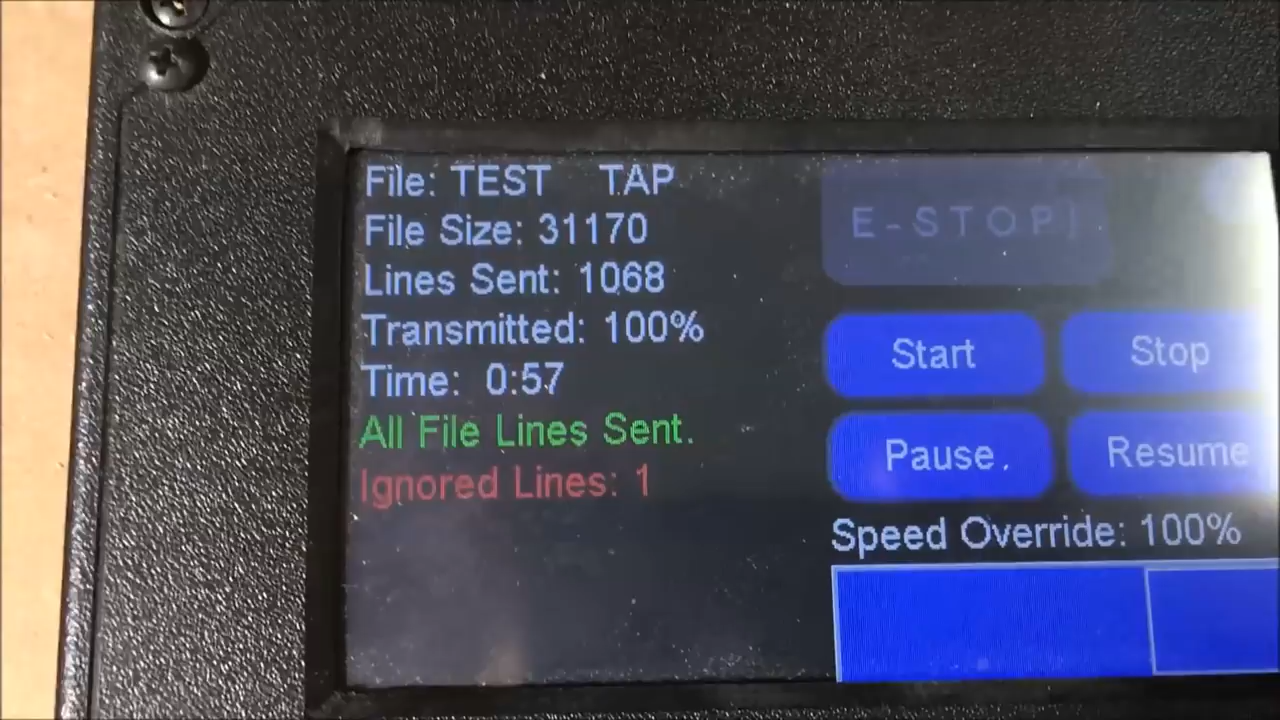 File: TEST TAP
File Size: 31170
Lines Sent: 1068
Transmitted: 100%
Time: 0:57
All File Lines Sent.
Ignored Lines: 1
E-STOP
Start
Stop
Pause
Resume
Speed Override: 100%